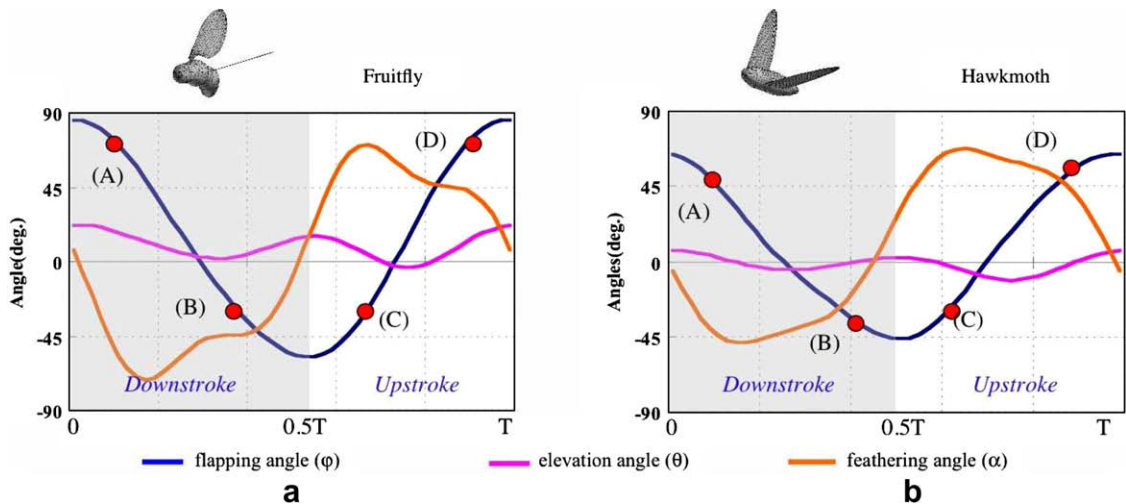 Fruitfly
Hawkmoth
90
45
0
-45
-90
Angle(deg.)
(A)
(B)
(C)
(D)
Downstroke
Upstroke
0
0.5T
T
90
45
0
-45
-90
Angles(deg.)
(A)
(B)
(C)
(D)
Downstroke
Upstroke
0
0.5T
T
flapping angle (φ)
elevation angle (θ)
feathering angle (α)
a
b